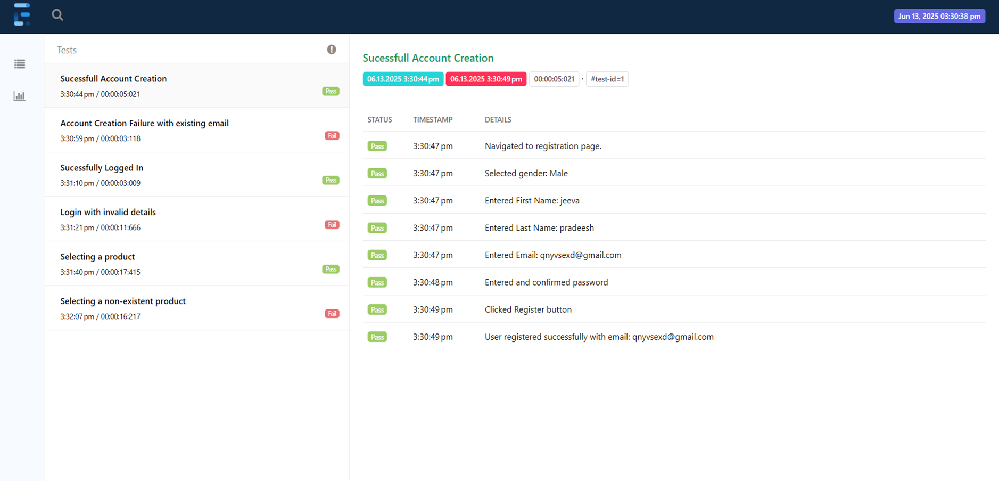 Jun 13, 2025 03:30:38 pm
Tests
Sucessfull Account Creation
3:30:44 pm / 00:00:05:021
Pass
Account Creation Failure with existing email
3:30:59 pm / 00:00:03:118
Fail
Sucessfully Logged In
3:31:10 pm / 00:00:03:009
Pass
Login with invalid details
3:31:21 pm / 00:00:11:666
Fail
Selecting a product
3:31:40 pm / 00:00:17:415
Pass
Selecting a non-existent product
3:32:07 pm / 00:00:16:217
Fail
Sucessfull Account Creation
06.13.2025 3:30:44 pm 06.13.2025 3:30:49 pm 00:00:05:021 · #test-id=1
STATUS TIMESTAMP DETAILS
Pass 3:30:47 pm Navigated to registration page.
Pass 3:30:47 pm Selected gender: Male
Pass 3:30:47 pm Entered First Name: jeeva
Pass 3:30:47 pm Entered Last Name: pradeesh
Pass 3:30:47 pm Entered Email: qnyvsexd@gmail.com
Pass 3:30:48 pm Entered and confirmed password
Pass 3:30:49 pm Clicked Register button
Pass 3:30:49 pm User registered successfully with email: qnyvsexd@gmail.com